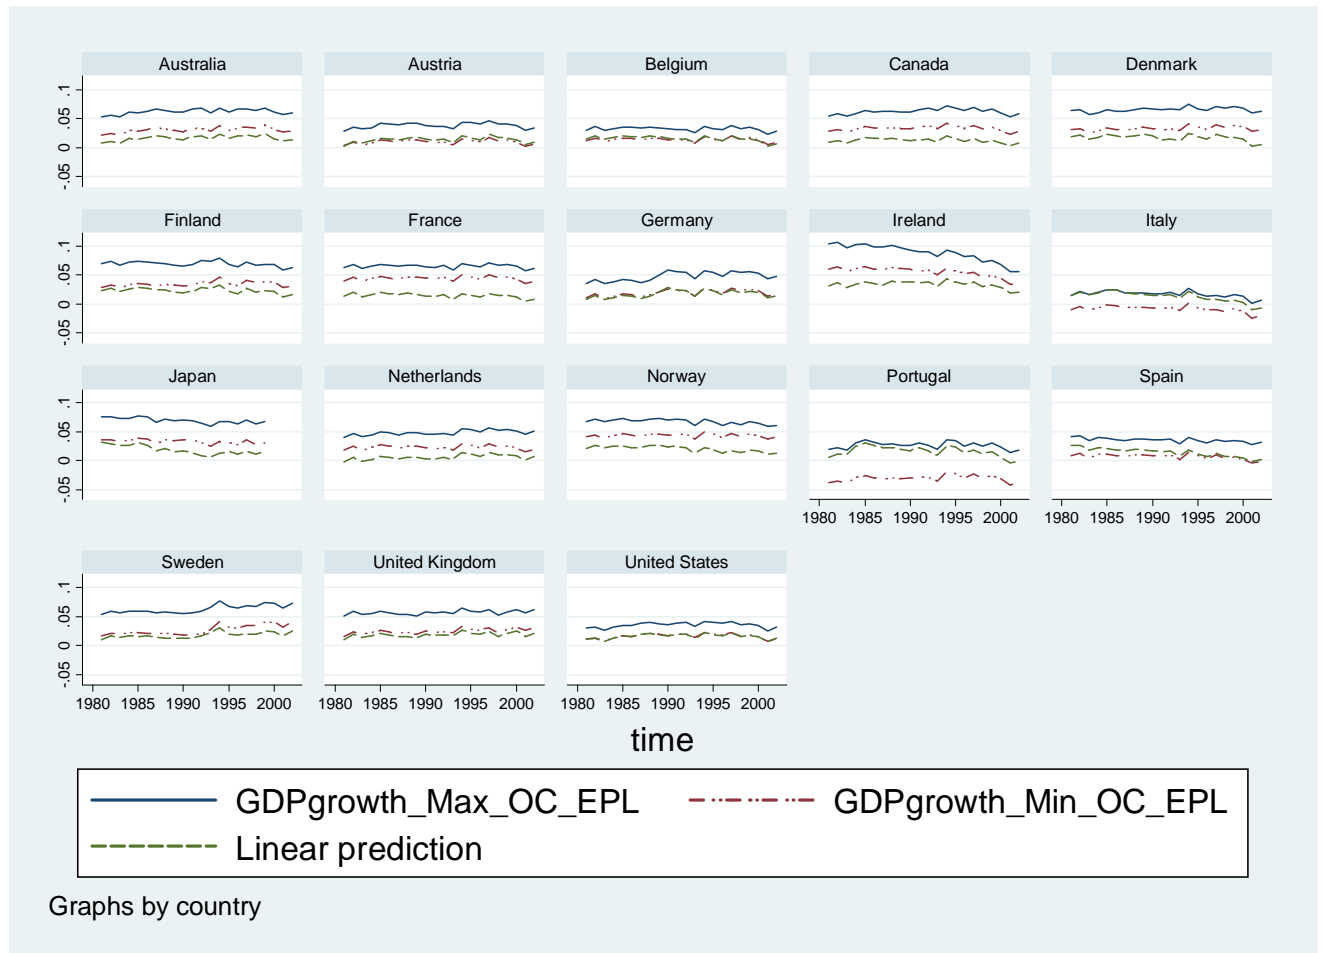 Australia Austria Belgium Canada Denmark
-.05 0 .05 .1
Finland France Germany Ireland Italy
-.05 0 .05 .1
Japan Netherlands Norway Portugal Spain
-.05 0 .05 .1
1980 1985 1990 1995 2000 1980 1985 1990 1995 2000
Sweden United Kingdom United States
-.05 0 .05 .1
1980 1985 1990 1995 2000 1980 1985 1990 1995 2000 1980 1985 1990 1995 2000
time
GDPgrowth_Max_OC_EPL GDPgrowth_Min_OC_EPL
Linear prediction
Graphs by country